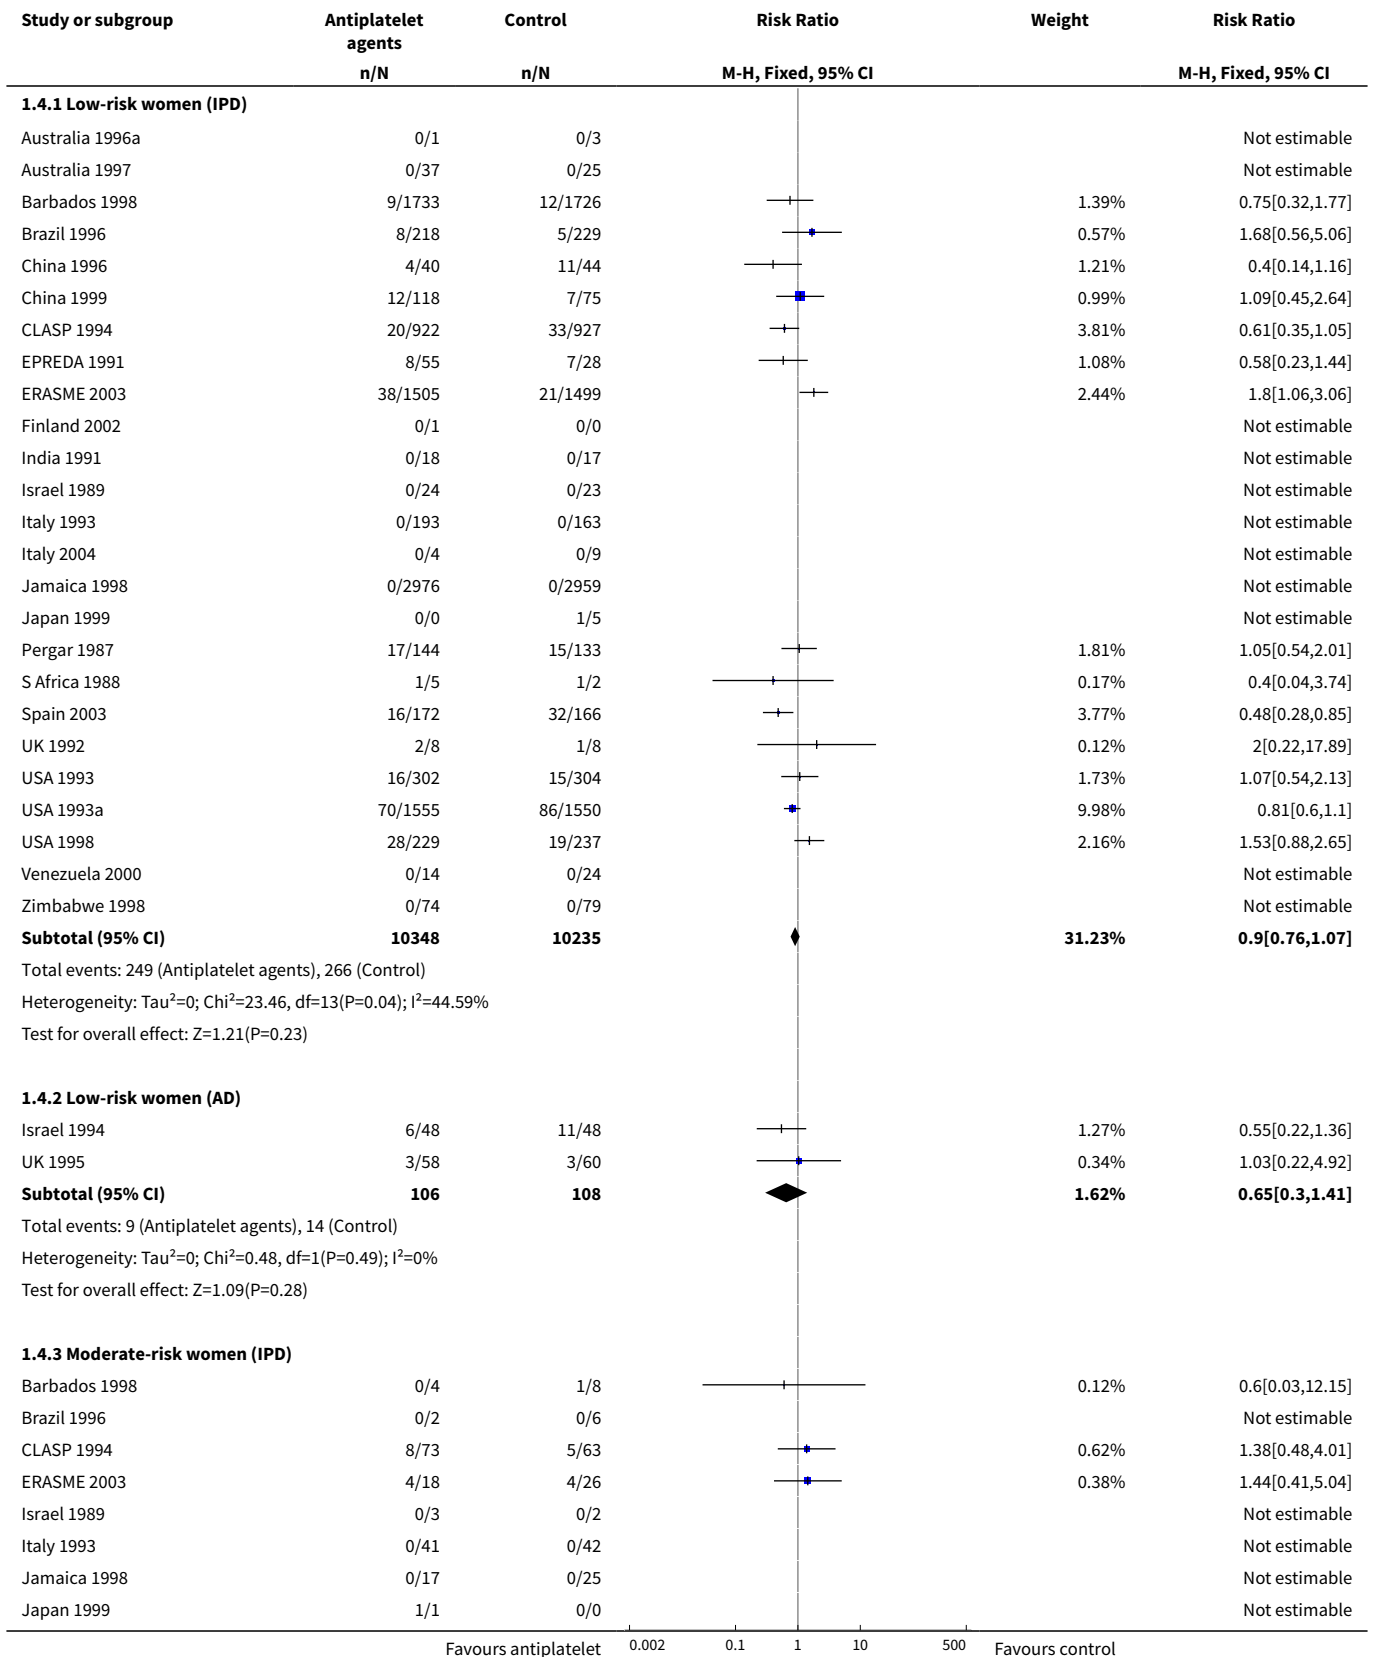 Study or subgroup Antiplatelet agents Control Risk Ratio Weight Risk Ratio
n/N n/N M-H, Fixed, 95% CI M-H, Fixed, 95% CI
1.4.1 Low-risk women (IPD)
Australia 1996a 0/1 0/3 Not estimable
Australia 1997 0/37 0/25 Not estimable
Barbados 1998 9/1733 12/1726 1.39% 0.75[0.32,1.77]
Brazil 1996 8/218 5/229 0.57% 1.68[0.56,5.06]
China 1996 4/40 11/44 1.21% 0.4[0.14,1.16]
China 1999 12/118 7/75 0.99% 1.09[0.45,2.64]
CLASP 1994 20/922 33/927 3.81% 0.61[0.35,1.05]
EPREDA 1991 8/55 7/28 1.08% 0.58[0.23,1.44]
ERASME 2003 38/1505 21/1499 2.44% 1.8[1.06,3.06]
Finland 2002 0/1 0/0 Not estimable
India 1991 0/18 0/17 Not estimable
Israel 1989 0/24 0/23 Not estimable
Italy 1993 0/193 0/163 Not estimable
Italy 2004 0/4 0/9 Not estimable
Jamaica 1998 0/2976 0/2959 Not estimable
Japan 1999 0/0 1/5 Not estimable
Pergar 1987 17/144 15/133 1.81% 1.05[0.54,2.01]
S Africa 1988 1/5 1/2 0.17% 0.4[0.04,3.74]
Spain 2003 16/172 32/166 3.77% 0.48[0.28,0.85]
UK 1992 2/8 1/8 0.12% 2[0.22,17.89]
USA 1993 16/302 15/304 1.73% 1.07[0.54,2.13]
USA 1993a 70/1555 86/1550 9.98% 0.81[0.6,1.1]
USA 1998 28/229 19/237 2.16% 1.53[0.88,2.65]
Venezuela 2000 0/14 0/24 Not estimable
Zimbabwe 1998 0/74 0/79 Not estimable
Subtotal (95% CI) 10348 10235 31.23% 0.9[0.76,1.07]
Total events: 249 (Antiplatelet agents), 266 (Control)
Heterogeneity: Tau²=0; Chi²=23.46, df=13(P=0.04); I²=44.59%
Test for overall effect: Z=1.21(P=0.23)
1.4.2 Low-risk women (AD)
Israel 1994 6/48 11/48 1.27% 0.55[0.22,1.36]
UK 1995 3/58 3/60 0.34% 1.03[0.22,4.92]
Subtotal (95% CI) 106 108 1.62% 0.65[0.3,1.41]
Total events: 9 (Antiplatelet agents), 14 (Control)
Heterogeneity: Tau²=0; Chi²=0.48, df=1(P=0.49); I²=0%
Test for overall effect: Z=1.09(P=0.28)
1.4.3 Moderate-risk women (IPD)
Barbados 1998 0/4 1/8 0.12% 0.6[0.03,12.15]
Brazil 1996 0/2 0/6 Not estimable
CLASP 1994 8/73 5/63 0.62% 1.38[0.48,4.01]
ERASME 2003 4/18 4/26 0.38% 1.44[0.41,5.04]
Israel 1989 0/3 0/2 Not estimable
Italy 1993 0/41 0/42 Not estimable
Jamaica 1998 0/17 0/25 Not estimable
Japan 1999 1/1 0/0 Not estimable
Favours antiplatelet 0.002 0.1 1 10 500 Favours control